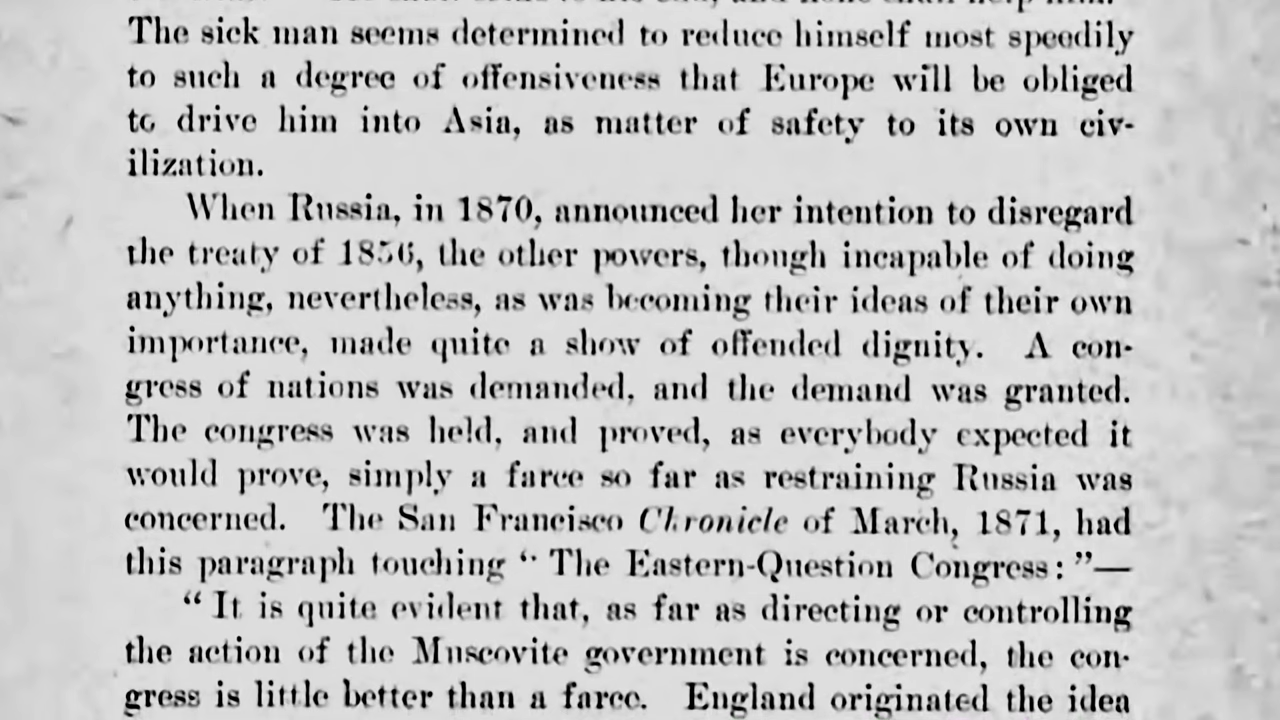 The sick man seems determined to reduce himself most speedily
to such a degree of offensiveness that Europe will be obliged
to drive him into Asia, as matter of safety to its own civ-
ilization.
When Russia, in 1870, announced her intention to disregard
the treaty of 1856, the other powers, though incapable of doing
anything, nevertheless, as was becoming their ideas of their own
importance, made quite a show of offended dignity. A con-
gress of nations was demanded, and the demand was granted.
The congress was held, and proved, as everybody expected it
would prove, simply a farce so far as restraining Russia was
concerned. The San Francisco Chronicle of March, 1871, had
this paragraph touching “ The Eastern-Question Congress: ”—
“ It is quite evident that, as far as directing or controlling
the action of the Muscovite government is concerned, the con-
gress is little better than a farce. England originated the idea